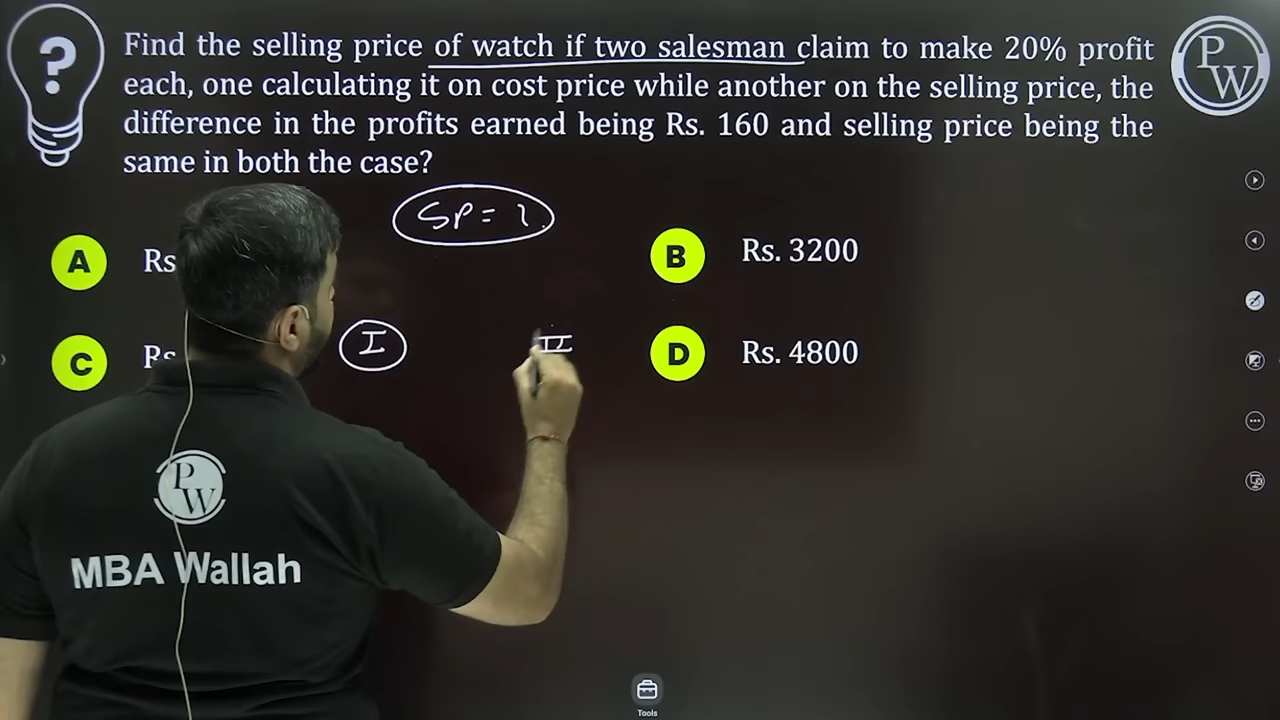 ?
Find the selling price of watch if two salesman claim to make 20% profit
each, one calculating it on cost price while another on the selling price, the
difference in the profits earned being Rs. 160 and selling price being the
same in both the case?
P
W
SP = ?
A Rs
B Rs. 3200
I
II
C Rs
D Rs. 4800
P
W
MBA Wallah
Tools